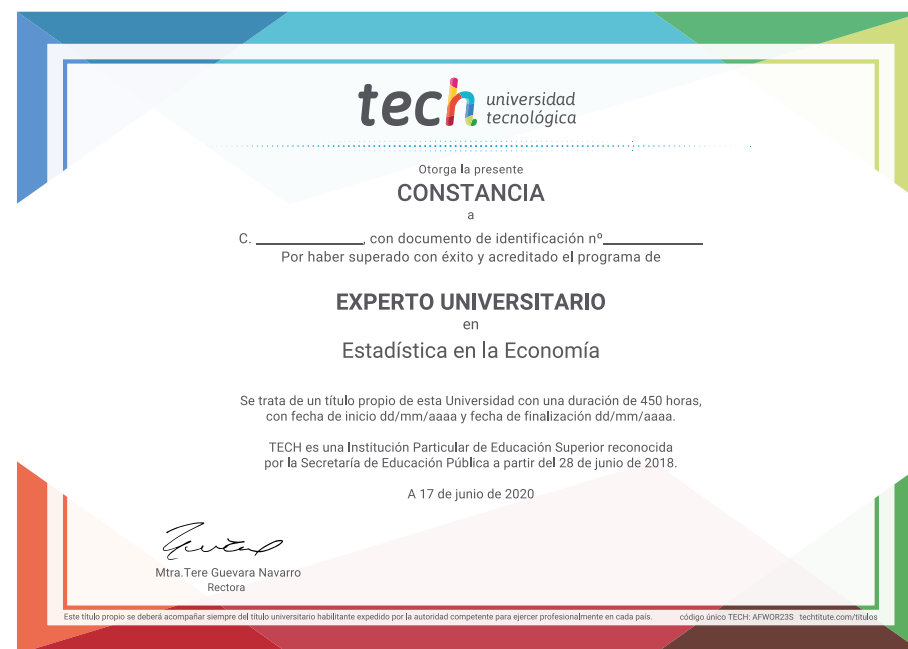 tech universidad
tecnológica
Otorga la presente
CONSTANCIA
a
C. ______________, con documento de identificación nº_____________
Por haber superado con éxito y acreditado el programa de
EXPERTO UNIVERSITARIO
en
Estadística en la Economía
Se trata de un título propio de esta Universidad con una duración de 450 horas,
con fecha de inicio dd/mm/aaaa y fecha de finalización dd/mm/aaaa.
TECH es una Institución Particular de Educación Superior reconocida
por la Secretaría de Educación Pública a partir del 28 de junio de 2018.
A 17 de junio de 2020
Mtra.Tere Guevara Navarro
Rectora
Este título propio se deberá acompañar siempre del título universitario habilitante expedido por la autoridad competente para ejercer profesionalmente en cada país. código único TECH: AFWOR23S techtitute.com/titulos